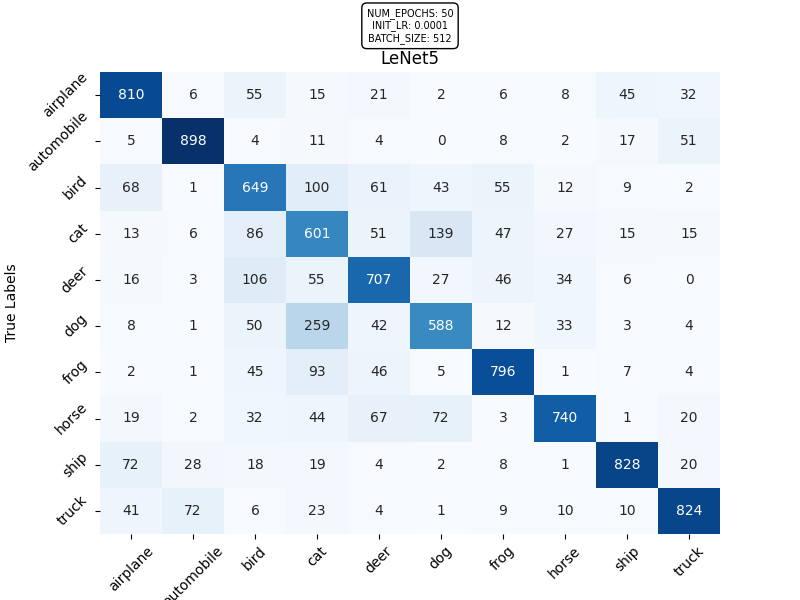 NUM_EPOCHS: 50
INIT_LR: 0.0001
BATCH_SIZE: 512
LeNet5
airplane 810 6 55 15 21 2 6 8 45 32
automobile 5 898 4 11 4 0 8 2 17 51
bird 68 1 649 100 61 43 55 12 9 2
cat 13 6 86 601 51 139 47 27 15 15
deer 16 3 106 55 707 27 46 34 6 0
dog 8 1 50 259 42 588 12 33 3 4
frog 2 1 45 93 46 5 796 1 7 4
horse 19 2 32 44 67 72 3 740 1 20
ship 72 28 18 19 4 2 8 1 828 20
truck 41 72 6 23 4 1 9 10 10 824
True Labels
airplane automobile bird cat deer dog frog horse ship truck